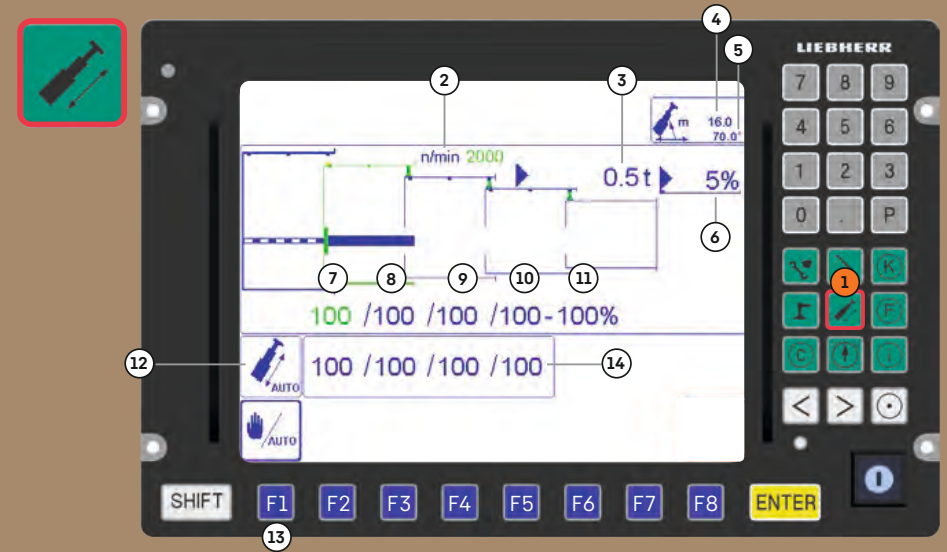 4
LIEBHERR
5
2
3
m 16.0
70.0°
7 8 9
4 5 6
n/min 2000
0.5t 5%
1 2 3
0 . P
6
K
1
7 8 9 10 11
F
100 /100 /100 /100-100%
12
AUTO
100 /100 /100 /100
14
C i
< >
/AUTO
SHIFT F1 F2 F3 F4 F5 F6 F7 F8 ENTER
13